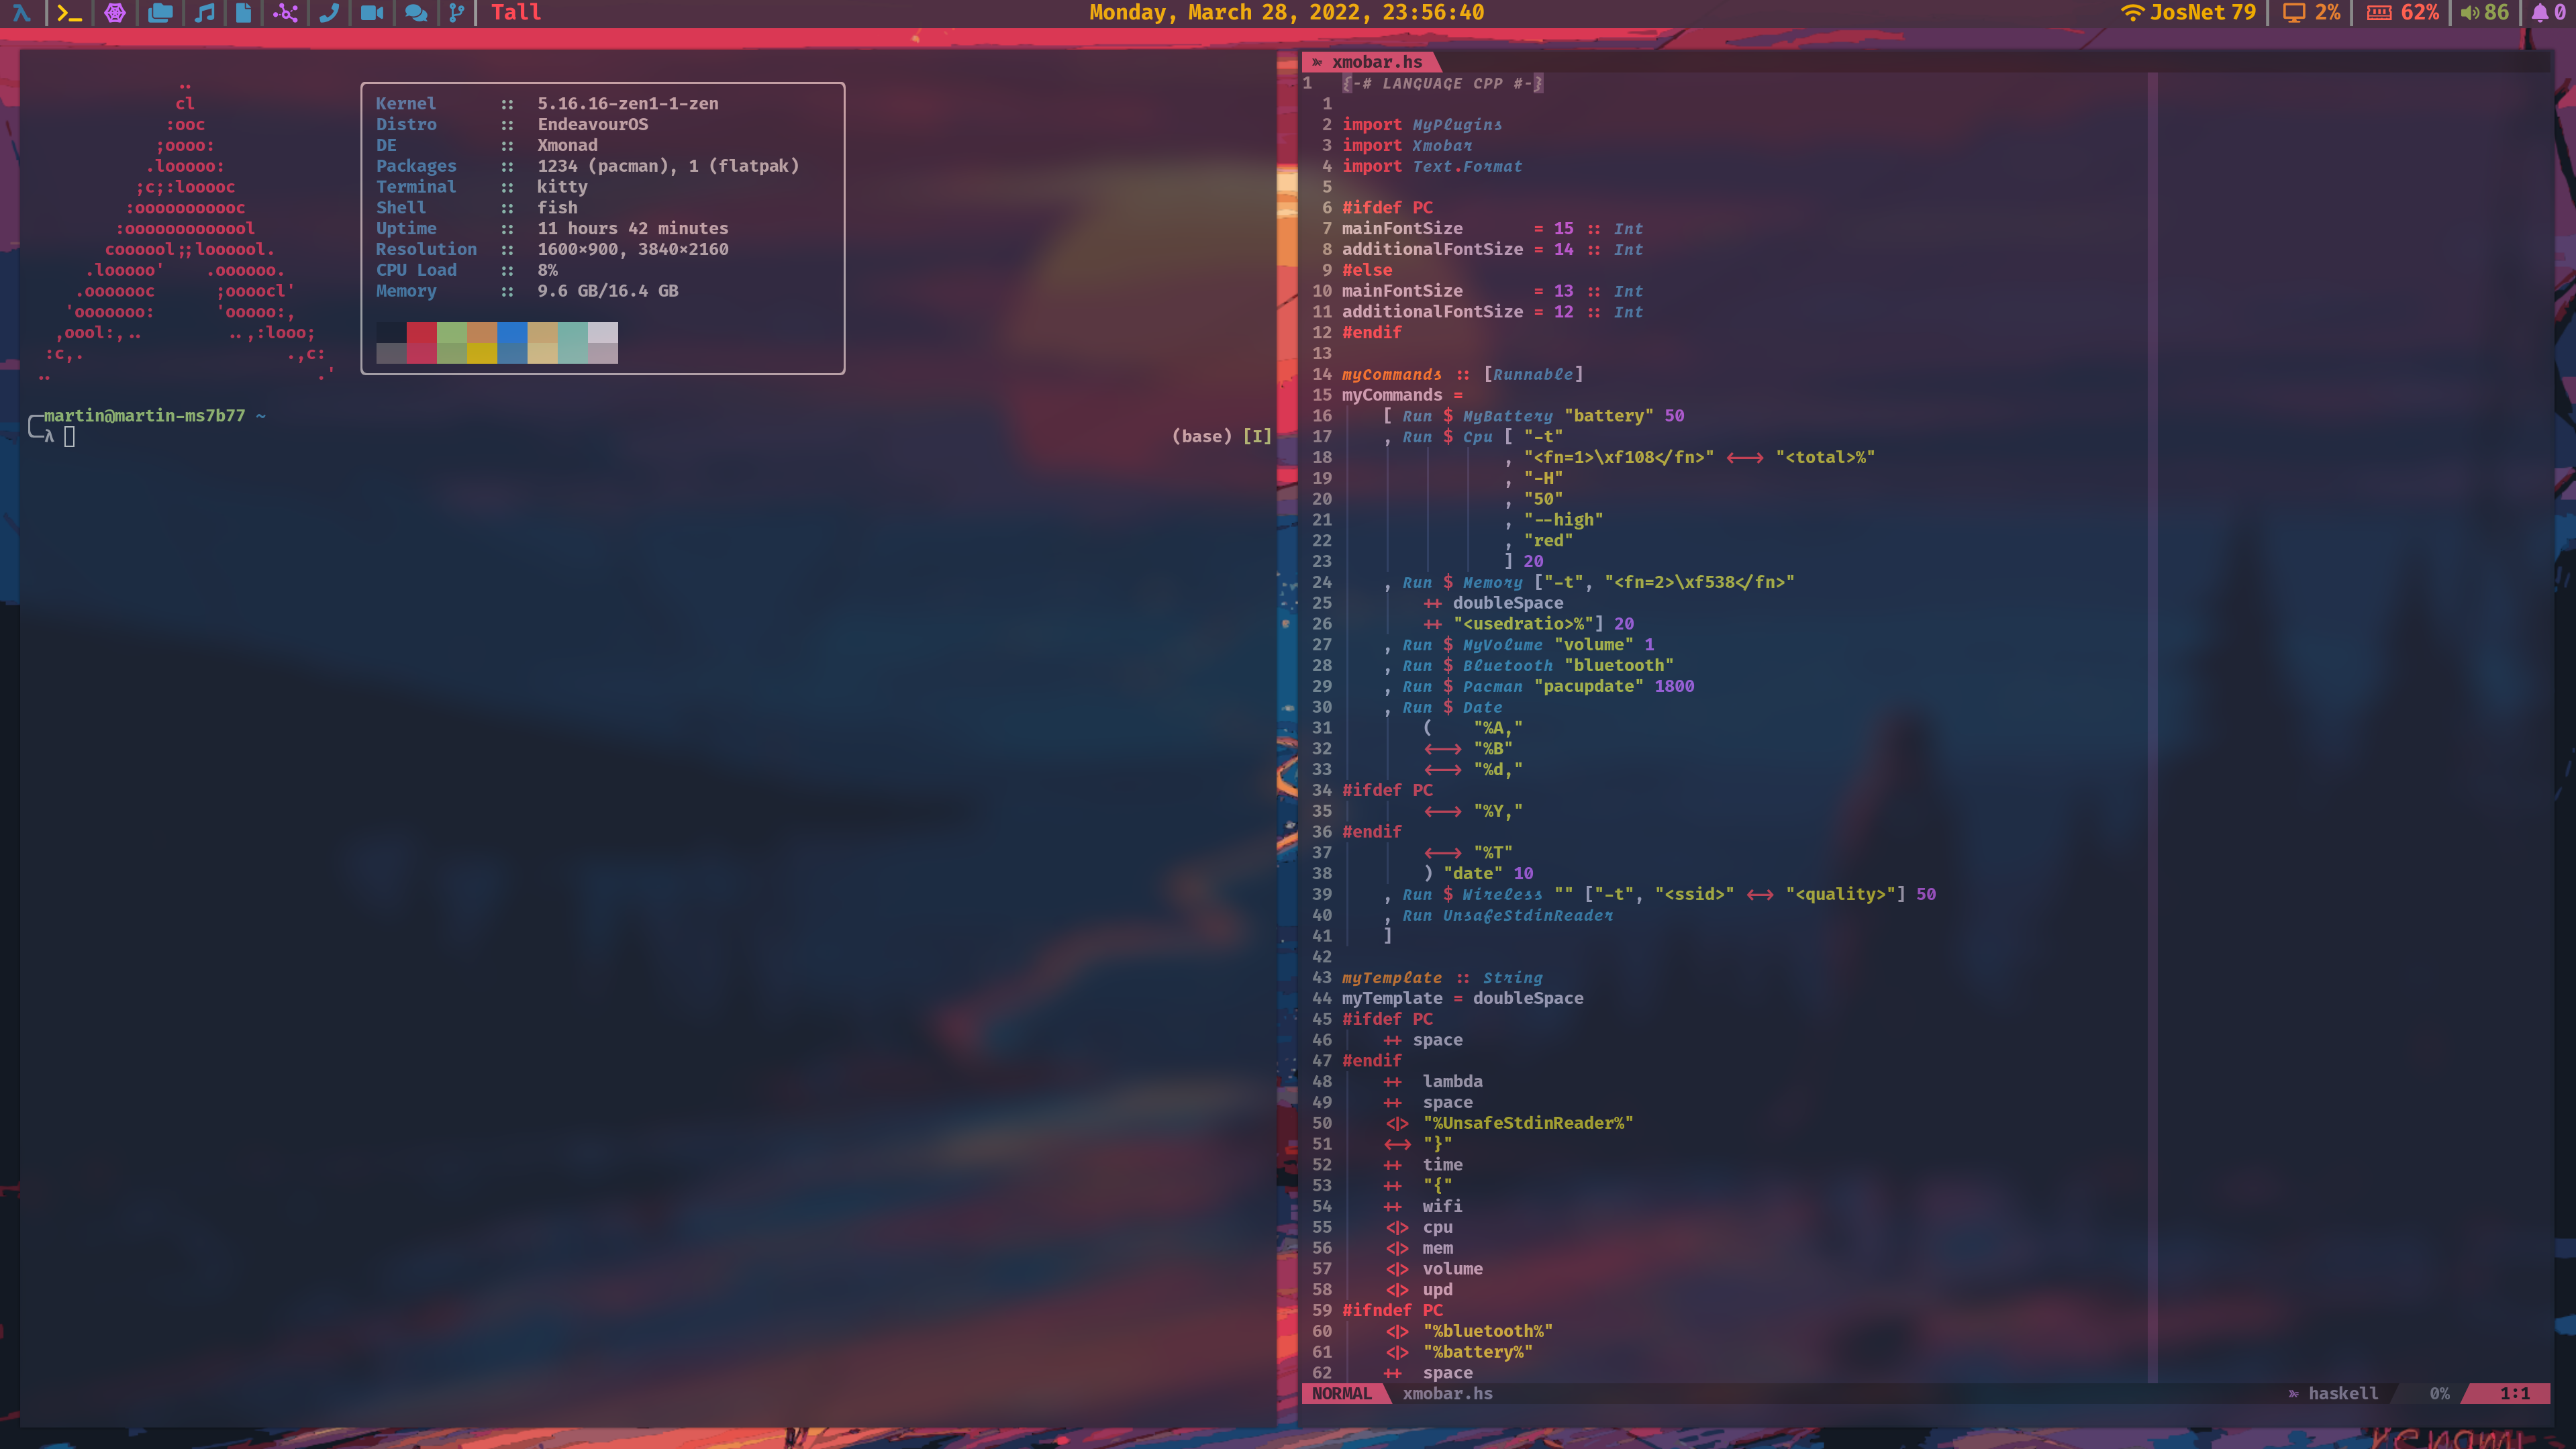 Tall
Monday, March 28, 2022, 23:56:40
JosNet 79 2% 62% 86 0
..
cl
:ooc
;oooo:
.looooo:
;c;:looooc
:ooooooooooc
:ooooooooooool
coooool;;loooool.
.looooo' .oooooo.
.ooooooc ;oooocl'
'ooooooo: 'ooooo:,
,oool:,.. ..,:looo;
:c,. .,c:
.. .'
Kernel :: 5.16.16-zen1-1-zen
Distro :: EndeavourOS
DE :: Xmonad
Packages :: 1234 (pacman), 1 (flatpak)
Terminal :: kitty
Shell :: fish
Uptime :: 11 hours 42 minutes
Resolution :: 1600×900, 3840×2160
CPU Load :: 8%
Memory :: 9.6 GB/16.4 GB
martin@martin-ms7b77 ~
λ
(base) [I]
xmobar.hs
1 {-# LANGUAGE CPP #-}
1
2 import MyPlugins
3 import Xmobar
4 import Text.Format
5
6 #ifdef PC
7 mainFontSize = 15 :: Int
8 additionalFontSize = 14 :: Int
9 #else
10 mainFontSize = 13 :: Int
11 additionalFontSize = 12 :: Int
12 #endif
13
14 myCommands :: [Runnable]
15 myCommands =
16 [ Run $ MyBattery "battery" 50
17 , Run $ Cpu [ "-t"
18 , "<fn=1>\xf108</fn>" <--> "<total>%"
19 , "-H"
20 , "50"
21 , "--high"
22 , "red"
23 ] 20
24 , Run $ Memory ["-t", "<fn=2>\xf538</fn>"
25 ++ doubleSpace
26 ++ "<usedratio>%"] 20
27 , Run $ MyVolume "volume" 1
28 , Run $ Bluetooth "bluetooth"
29 , Run $ Pacman "pacupdate" 1800
30 , Run $ Date
31 ( "%A,"
32 <--> "%B"
33 <--> "%d,"
34 #ifdef PC
35 <--> "%Y,"
36 #endif
37 <--> "%T"
38 ) "date" 10
39 , Run $ Wireless "" ["-t", "<ssid>" <-> "<quality>"] 50
40 , Run UnsafeStdinReader
41 ]
42
43 myTemplate :: String
44 myTemplate = doubleSpace
45 #ifdef PC
46 ++ space
47 #endif
48 ++ lambda
49 ++ space
50 <|> "%UnsafeStdinReader%"
51 <-> "}"
52 ++ time
53 ++ "{"
54 ++ wifi
55 <|> cpu
56 <|> mem
57 <|> volume
58 <|> upd
59 #ifndef PC
60 <|> "%bluetooth%"
61 <|> "%battery%"
62 ++ space
NORMAL xmobar.hs haskell 0% 1:1